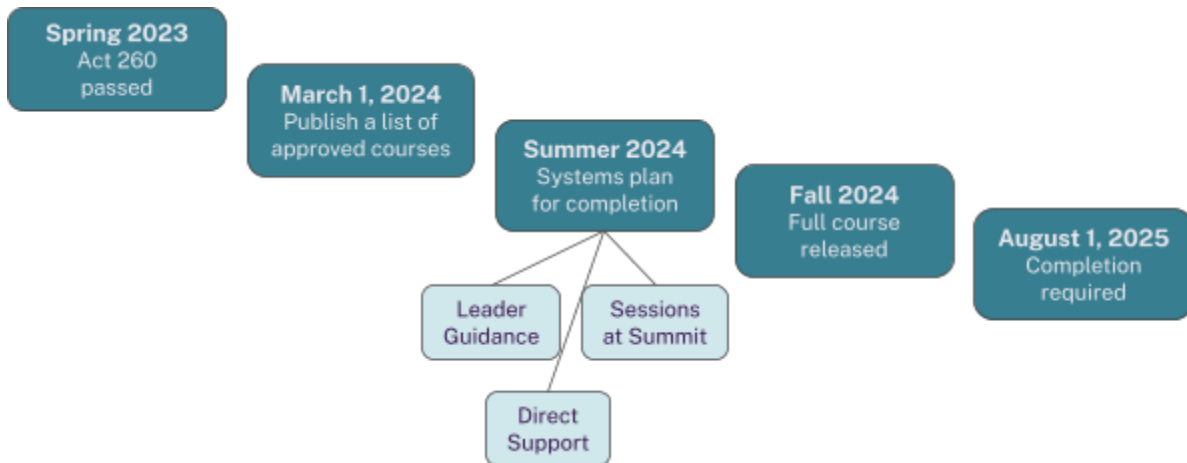 Spring 2023
Act 260
passed
March 1, 2024
Publish a list of
approved courses
Summer 2024
Systems plan
for completion
Fall 2024
Full course
released
August 1, 2025
Completion
required
Leader
Guidance
Sessions
at Summit
Direct
Support